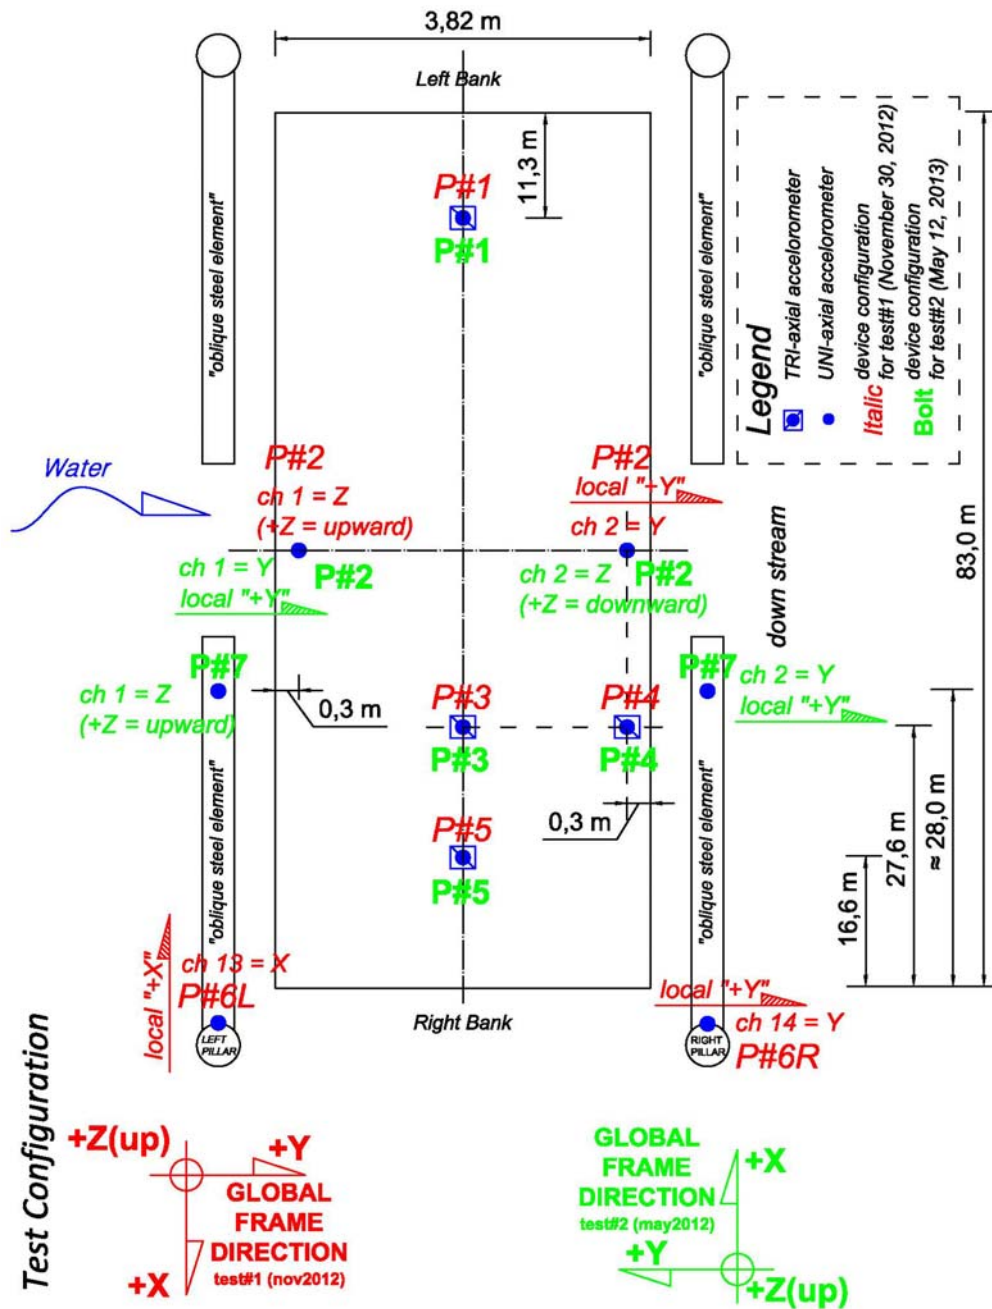 3,82 m
Left Bank
11,3 m
"oblique steel element"
"oblique steel element"
P#1
P#1
Legend
TRI-axial accelorometer
UNI-axial accelorometer
Italic
device configuration
for test#1 (November 30, 2012)
Bolt
device configuration
for test#2 (May 12, 2013)
83,0 m
Water
P#2
ch 1 = Z
(+Z = upward)
P#2
local "+Y"
ch 2 = Y
ch 1 = Y
local "+Y"
P#2
ch 2 = Z
(+Z = downward)
P#2
down stream
P#7
ch 1 = Z
(+Z = upward)
0,3 m
P#3
P#3
P#4
P#4
P#7
ch 2 = Y
local "+Y"
0,3 m
P#5
P#5
"oblique steel element"
"oblique steel element"
16,6 m
27,6 m
≈ 28,0 m
local "+X"
ch 13 = X
P#6L
LEFT
PILLAR
Right Bank
local "+Y"
ch 14 = Y
P#6R
RIGHT
PILLAR
Test Configuration
+Z(up)
+Y
GLOBAL
FRAME
DIRECTION
test#1 (nov2012)
+X
GLOBAL
FRAME
DIRECTION
test#2 (may2012)
+X
+Y
+Z(up)